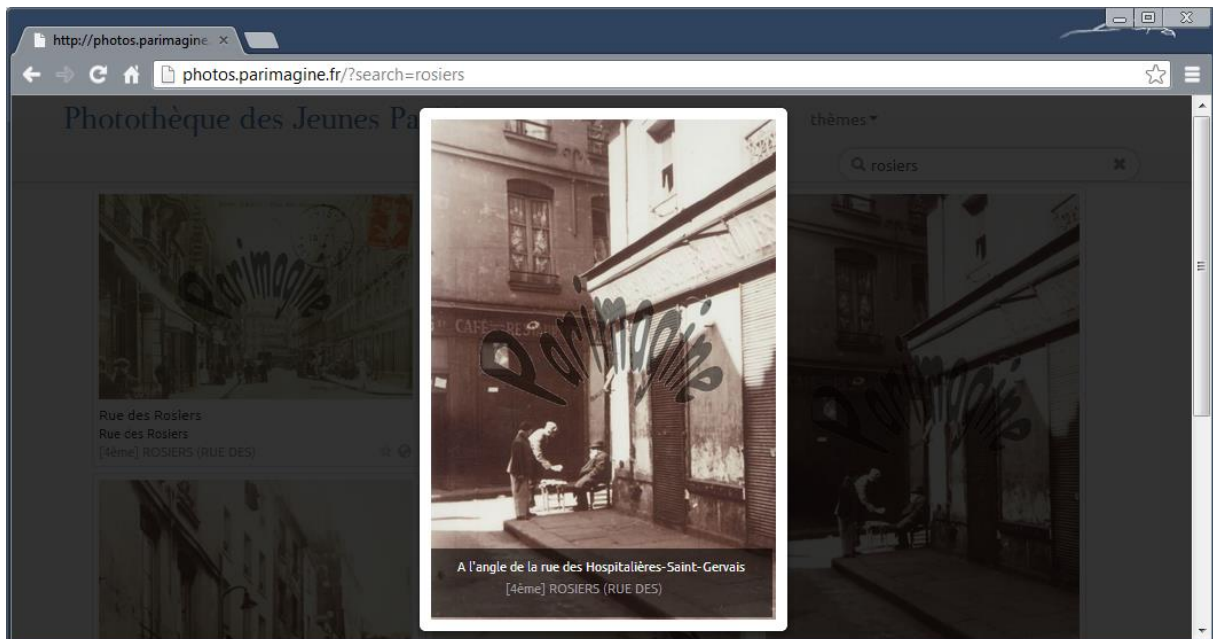 http://photos.parimagine.
photos.parimagine.fr/?search=rosiers
Photothèque des Jeunes Pa
thèmes
rosiers
Parimagine
Rue des Rosiers
Rue des Rosiers
[4ème] ROSIERS (RUE DES)
CAFÉ-RES
Parimagine
A l'angle de la rue des Hospitalières-Saint-Gervais
[4ème] ROSIERS (RUE DES)
Parimagine